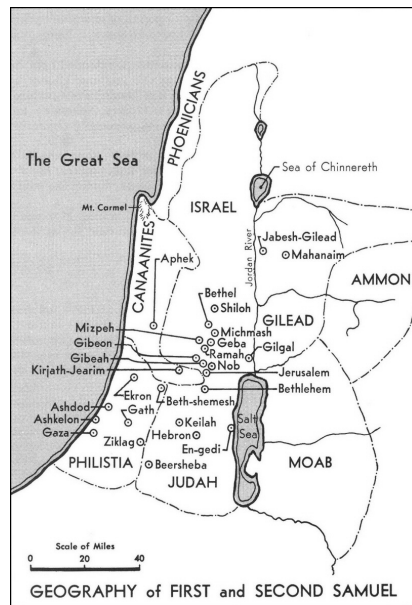 PHOENICIANS
The Great Sea
Sea of Chinnereth
Mt. Carmel
ISRAEL
CANAANITES
Jordan River
Jabesh-Gilead
Aphek
Mahanaim
AMMON
Bethel
Shiloh
GILEAD
Mizpeh
Michmash
Gibeon
Geba
Ramah
Gilgal
Gibeah
Nob
Kirjath-Jearim
Jerusalem
Bethlehem
Ekron
Beth-shemesh
Ashdod
Gath
Ashkelon
Keilah
Salt
Sea
Gaza
Ziklag
Hebron
En-gedi
PHILISTIA
Beersheba
MOAB
JUDAH
Scale of Miles
0 20 40
GEOGRAPHY of FIRST and SECOND SAMUEL